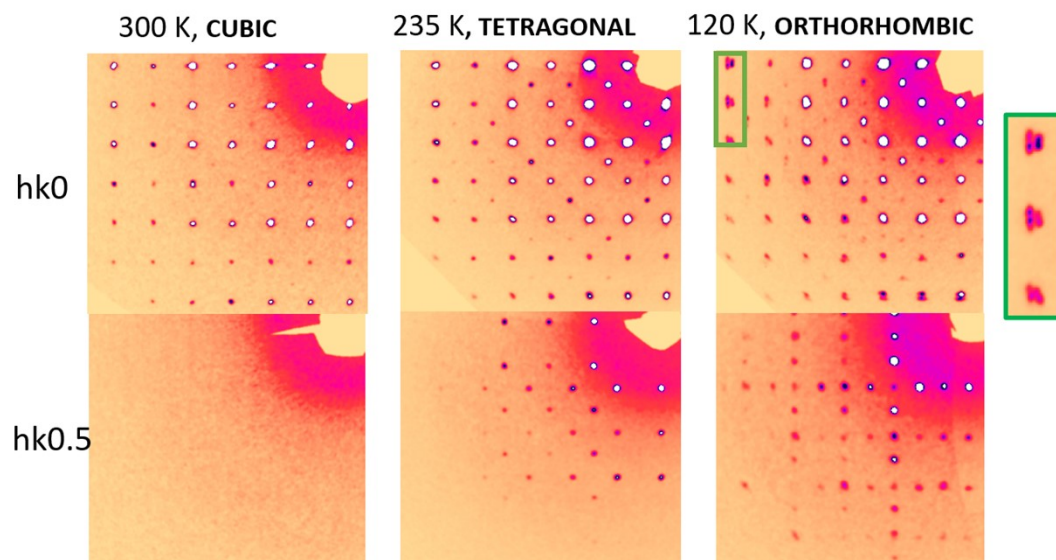 300 K, CUBIC
235 K, TETRAGONAL
120 K, ORTHORHOMBIC
hk0
hk0.5